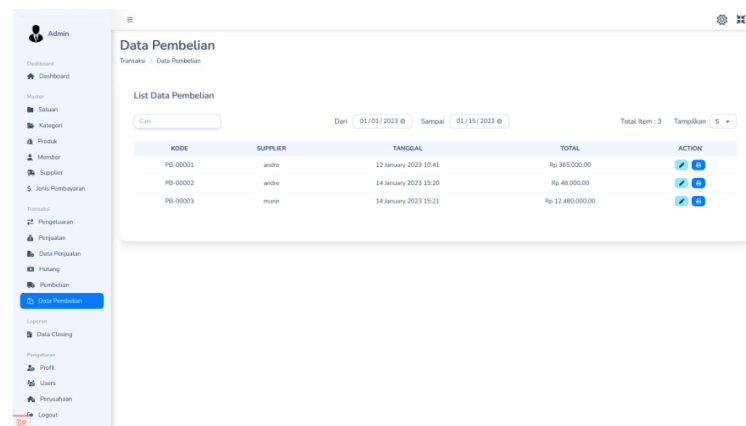 Admin
Dashboard
Dashboard
Master
Satuan
Kategori
Produk
Member
Supplier
Jenis Pembayaran
Transaksi
Pengeluaran
Penjualan
Data Penjualan
Hutang
Pembelian
Data Pembelian
Laporan
Data Closing
Pengaturan
Profil
Users
Perusahaan
Logout
Data Pembelian
Transaksi > Data Pembelian
List Data Pembelian
Cari Dari 01/01/2023 Sampai 01/15/2023 Total Item : 3 Tampilkan 5
KODE SUPPLIER TANGGAL TOTAL ACTION
PB-00001 andre 12 January 2023 10:41 Rp 365.000,00
PB-00002 andre 14 January 2023 15:20 Rp 48.000,00
PB-00003 munir 14 January 2023 15:21 Rp 12.480.000,00